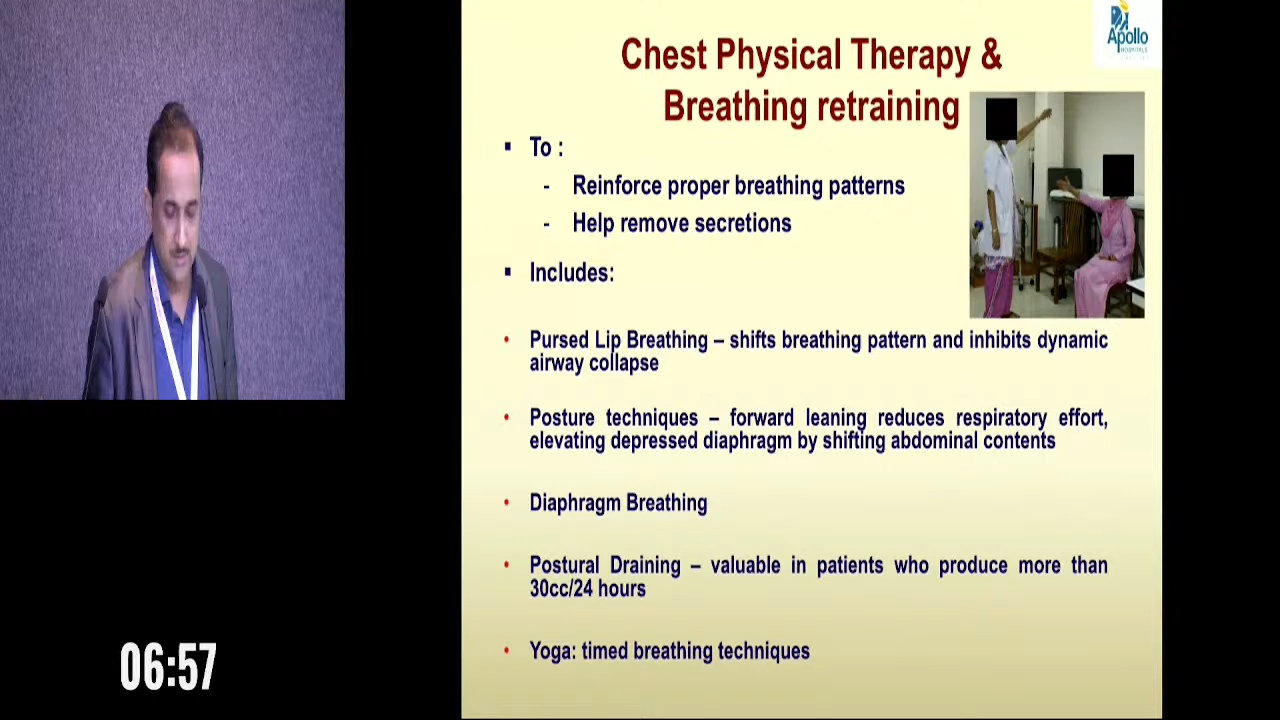 Apollo
HOSPITALS
Chest Physical Therapy &
Breathing retraining
▪ To :
- Reinforce proper breathing patterns
- Help remove secretions
▪ Includes:
• Pursed Lip Breathing – shifts breathing pattern and inhibits dynamic
airway collapse
• Posture techniques – forward leaning reduces respiratory effort,
elevating depressed diaphragm by shifting abdominal contents
• Diaphragm Breathing
• Postural Draining – valuable in patients who produce more than
30cc/24 hours
• Yoga: timed breathing techniques
06:57